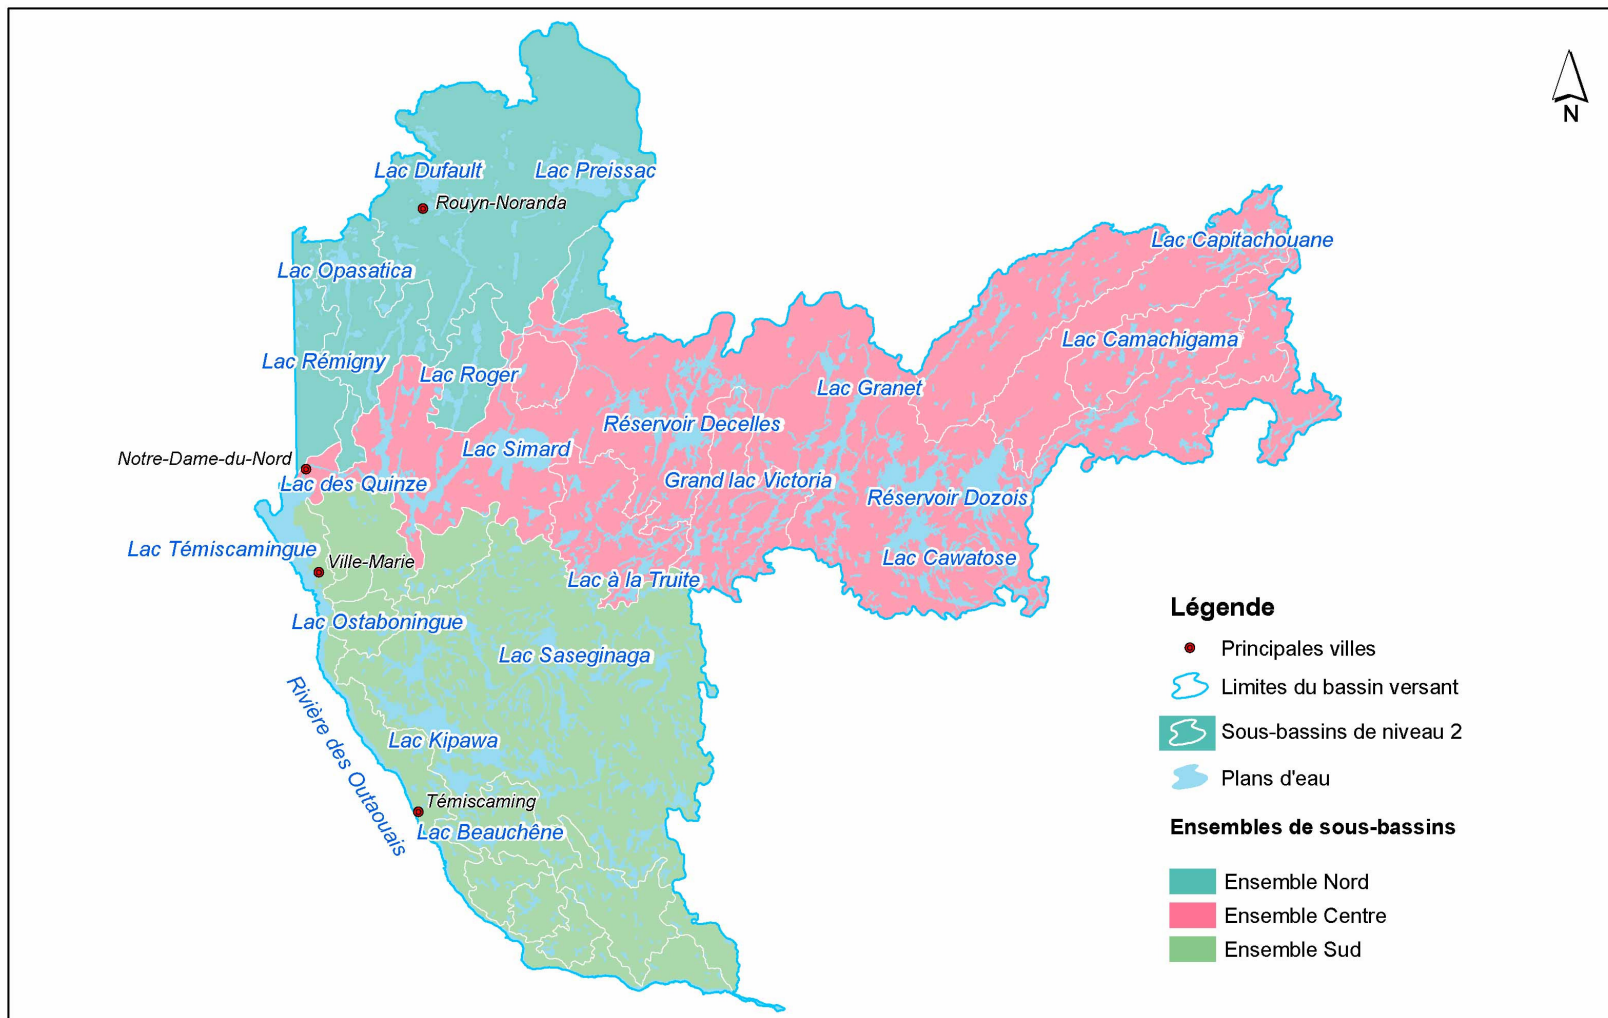 N
Lac Dufault
Lac Preissac
Rouyn-Noranda
Lac Capitachouane
Lac Opasatica
Lac Camachigama
Lac Rémigny
Lac Roger
Lac Granet
Réservoir Decelles
Lac Simard
Notre-Dame-du-Nord
Lac des Quinze
Grand lac Victoria
Réservoir Dozois
Lac Témiscamingue
Ville-Marie
Lac Cawatose
Lac à la Truite
Lac Ostaboningue
Lac Saseginaga
Rivière des Outaouais
Lac Kipawa
Témiscaming
Lac Beauchêne
Légende
Principales villes
Limites du bassin versant
Sous-bassins de niveau 2
Plans d'eau
Ensembles de sous-bassins
Ensemble Nord
Ensemble Centre
Ensemble Sud